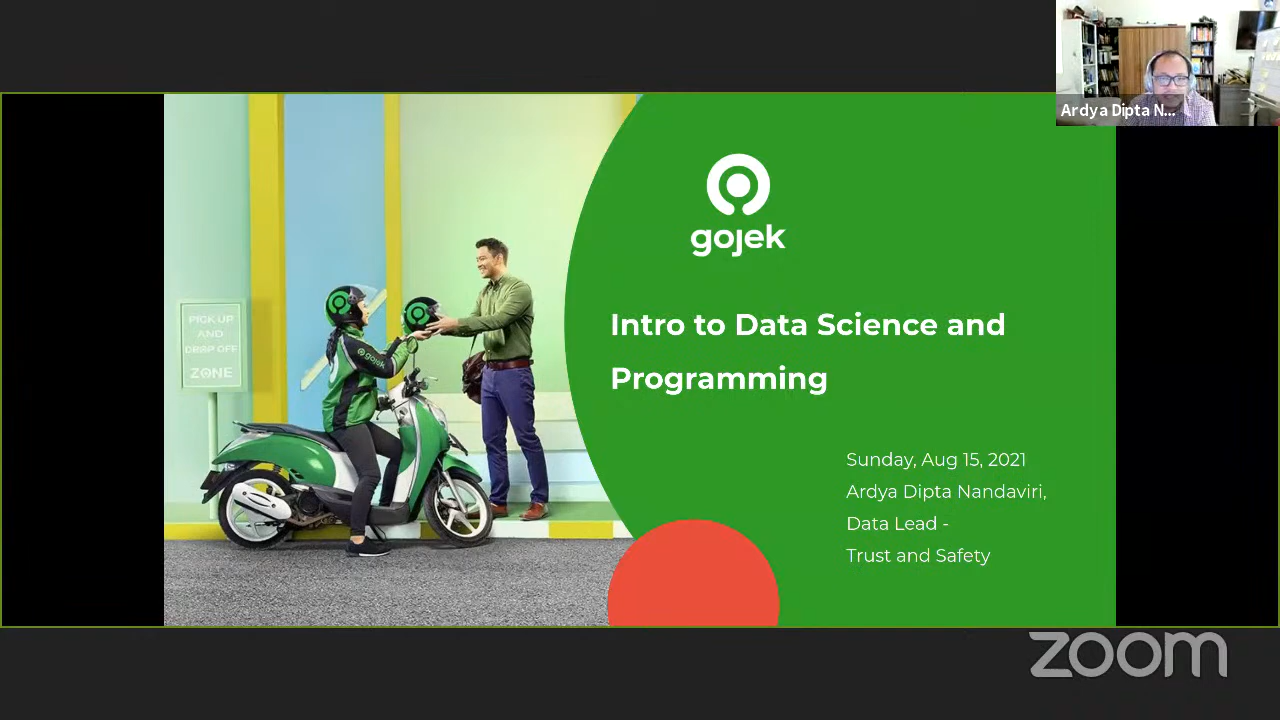 Ardya Dipta N...
gojek
PICK UP
AND
DROP OFF
ZONE
gojek
Intro to Data Science and
Programming
Sunday, Aug 15, 2021
Ardya Dipta Nandaviri,
Data Lead -
Trust and Safety
zoom